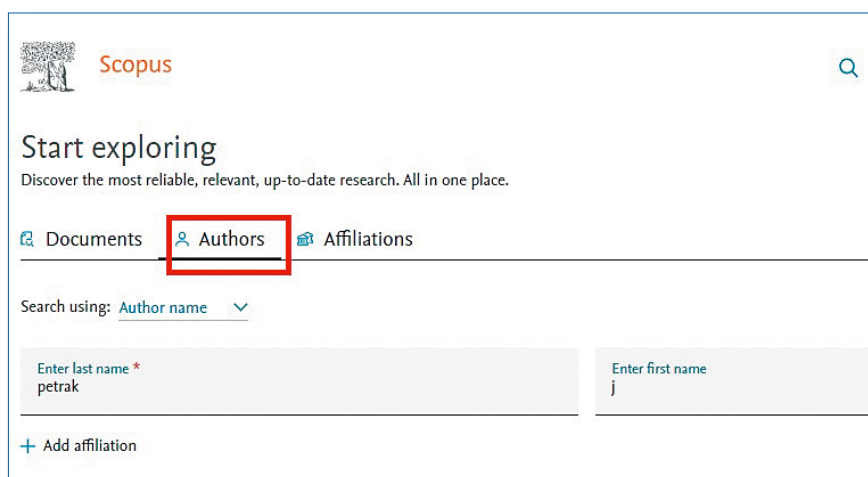 Scopus
Start exploring
Discover the most reliable, relevant, up-to-date research. All in one place.
Documents Authors Affiliations
Search using: Author name
Enter last name * Enter first name
petrak j
+ Add affiliation